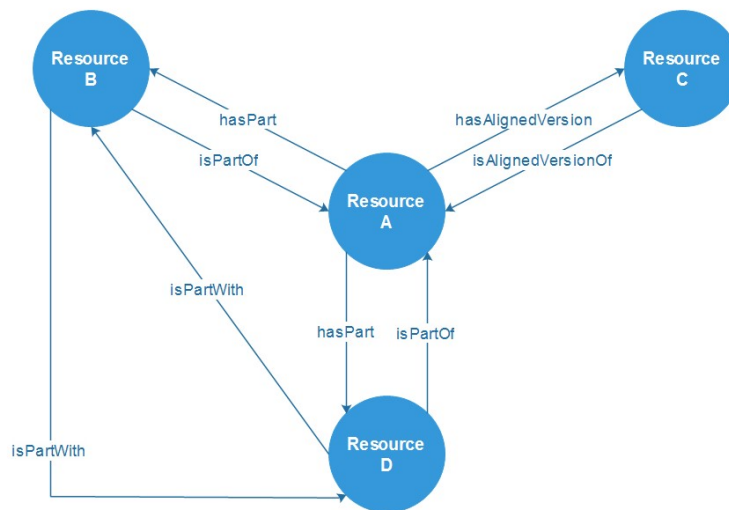 Resource
B
Resource
C
hasPart
hasAlignedVersion
isPartOf
isAlignedVersionOf
Resource
A
isPartWith
hasPart
isPartOf
isPartWith
Resource
D